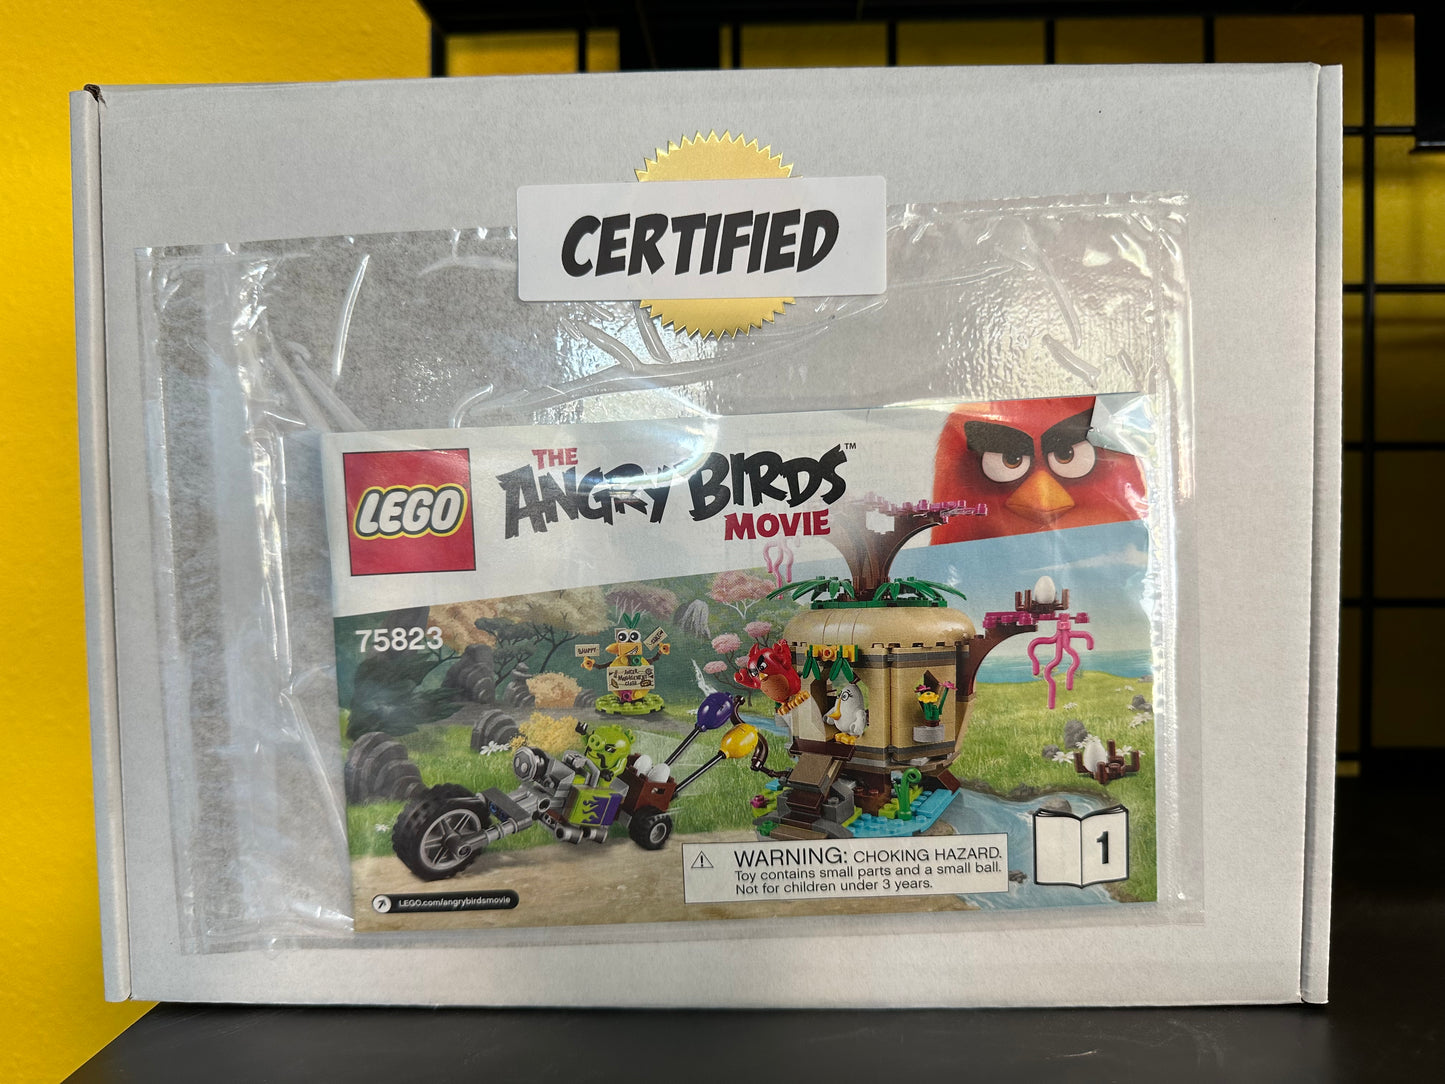 CERTIFIED
LEGO
THE
ANGRY BIRDS™
MOVIE
75823
WARNING: CHOKING HAZARD.
Toy contains small parts and a small ball.
Not for children under 3 years.
1
LEGO.com/angrybirdsmovie